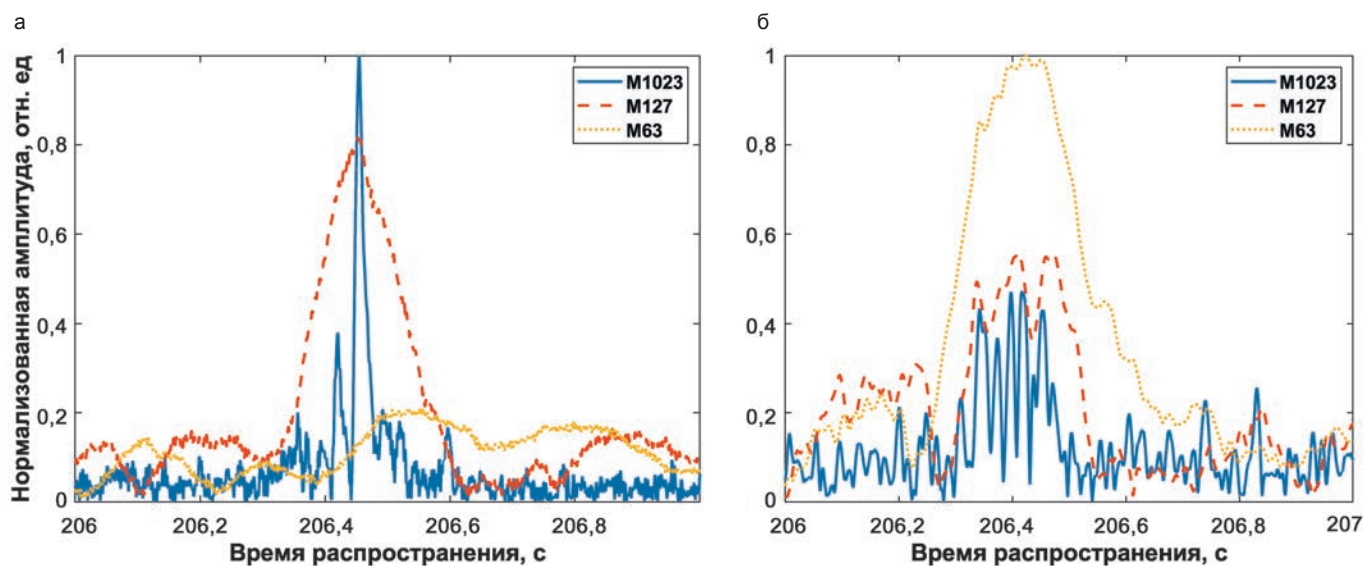 а
Нормализованная амплитуда, отн. ед
1
0,8
0,6
0,4
0,2
0
206
206,2
206,4
206,6
206,8
Время распространения, с
M1023
M127
M63
б
1
0,8
0,6
0,4
0,2
0
206
206,2
206,4
206,6
206,8
207
Время распространения, с
M1023
M127
M63